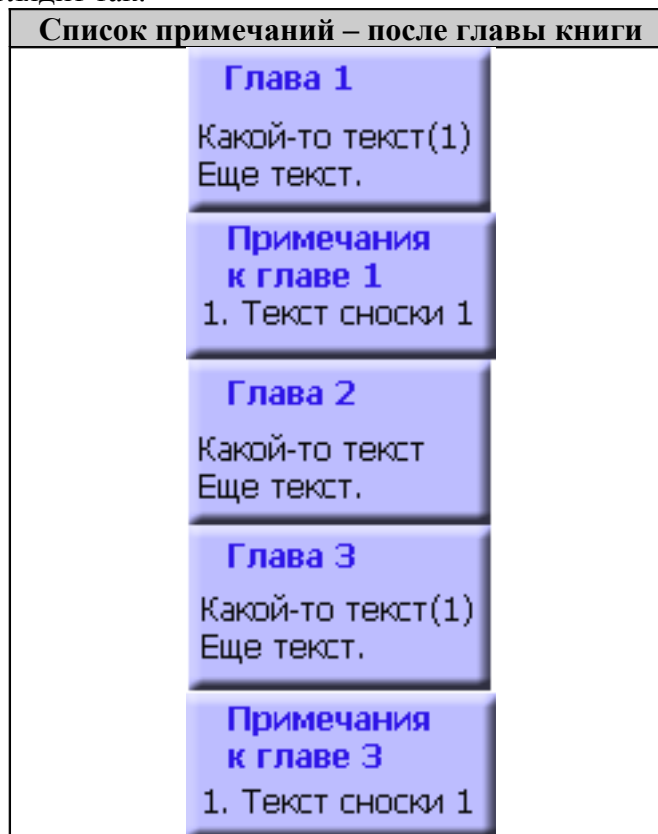 Список примечаний – после главы книги
Глава 1
Какой-то текст(1)
Еще текст.
Примечания
к главе 1
1. Текст сноски 1
Глава 2
Какой-то текст
Еще текст.
Глава 3
Какой-то текст(1)
Еще текст.
Примечания
к главе 3
1. Текст сноски 1